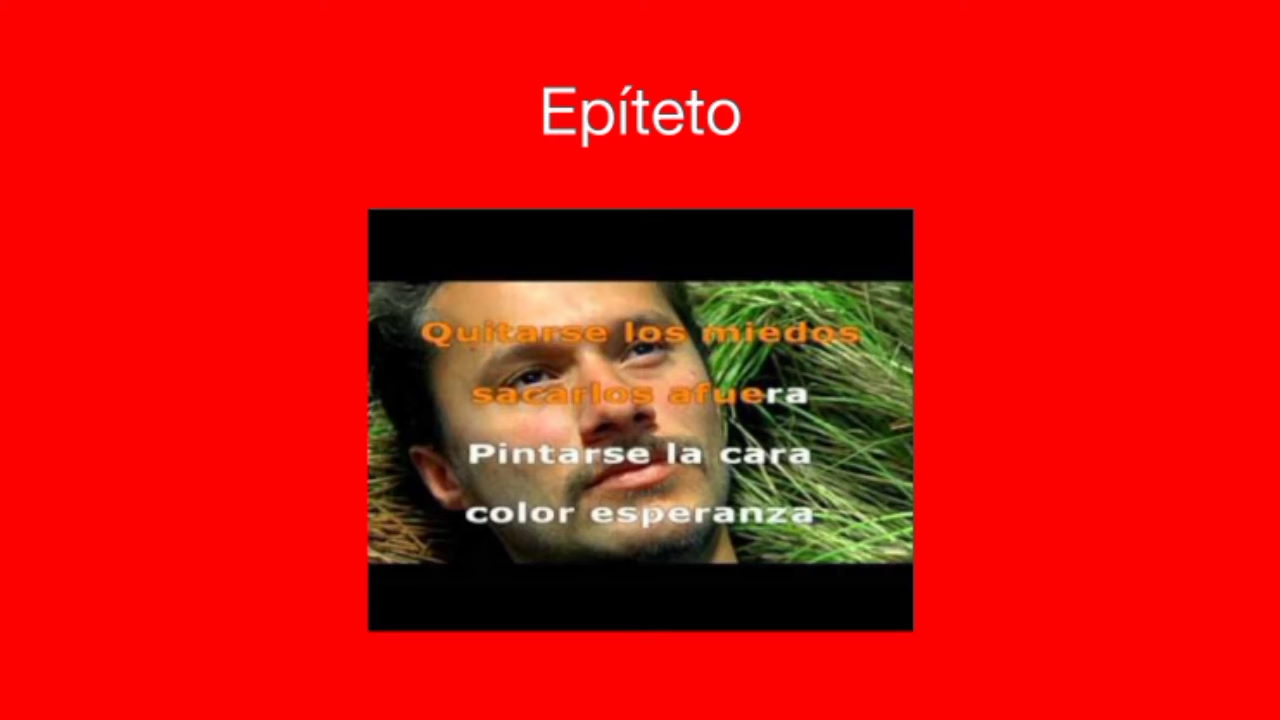 Epíteto
Quitarse los miedos
sacarlos afuera
Pintarse la cara
color esperanza